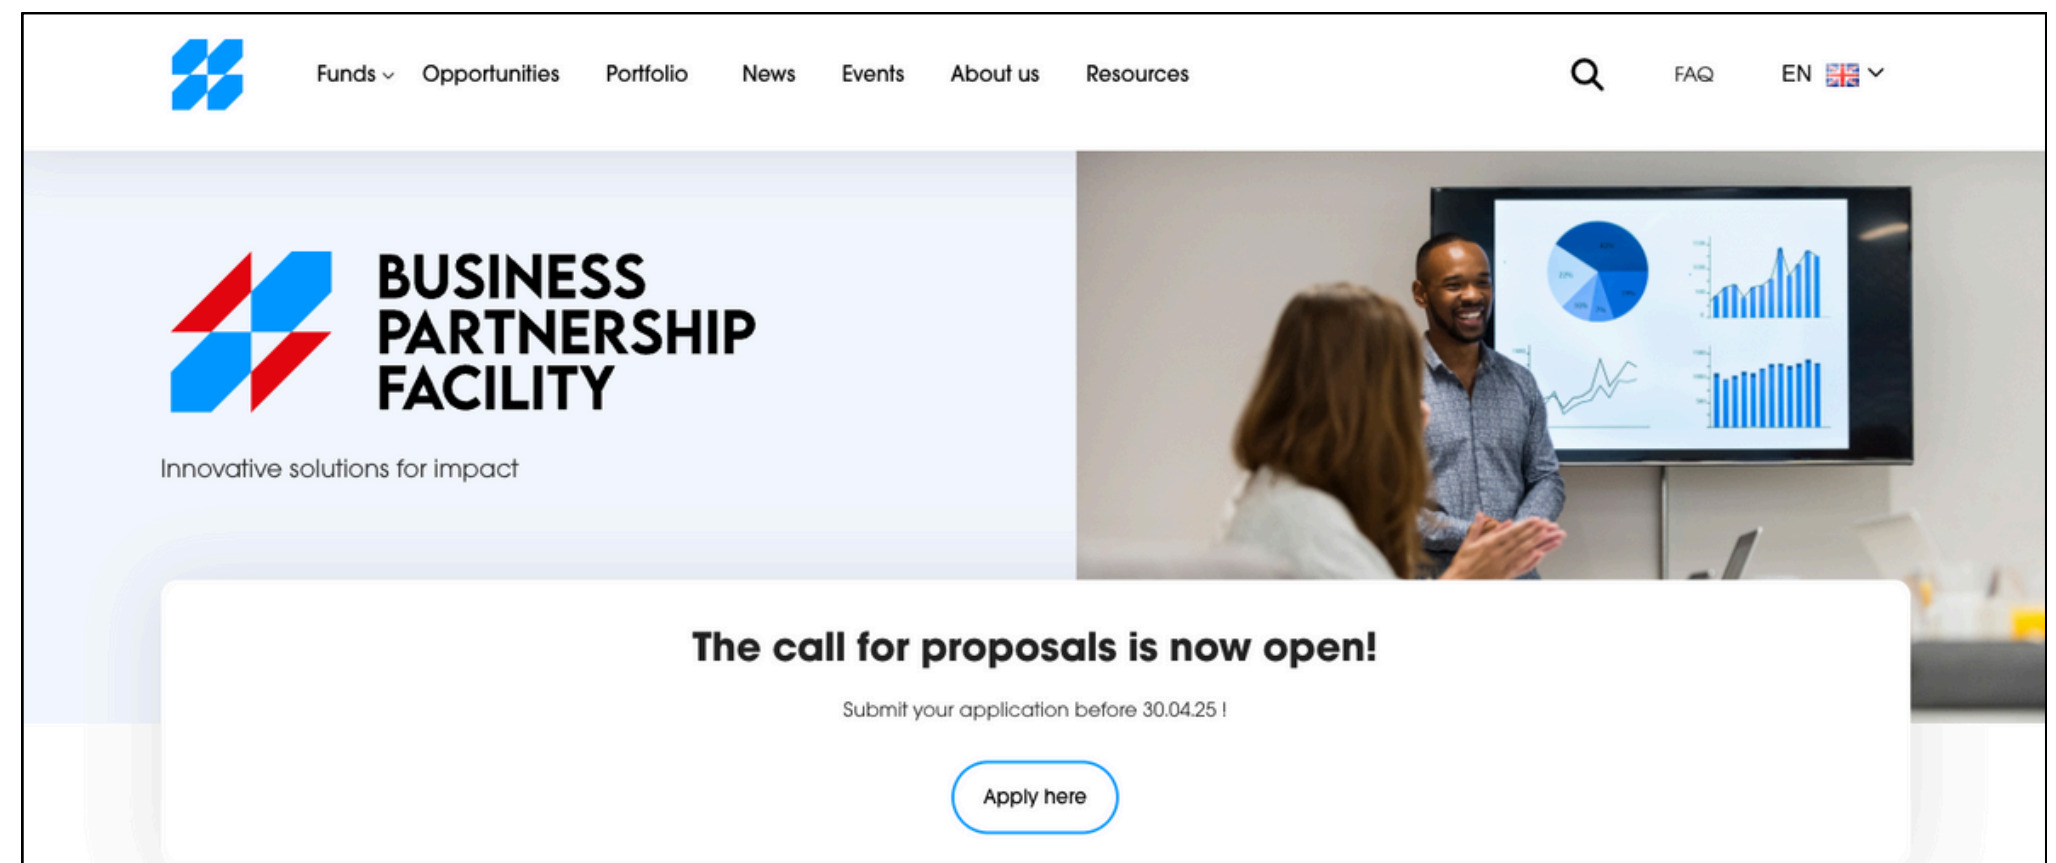 Funds Opportunities Portfolio News Events About us Resources FAQ EN
BUSINESS
PARTNERSHIP
FACILITY
Innovative solutions for impact
The call for proposals is now open!
Submit your application before 30.04.25 !
Apply here